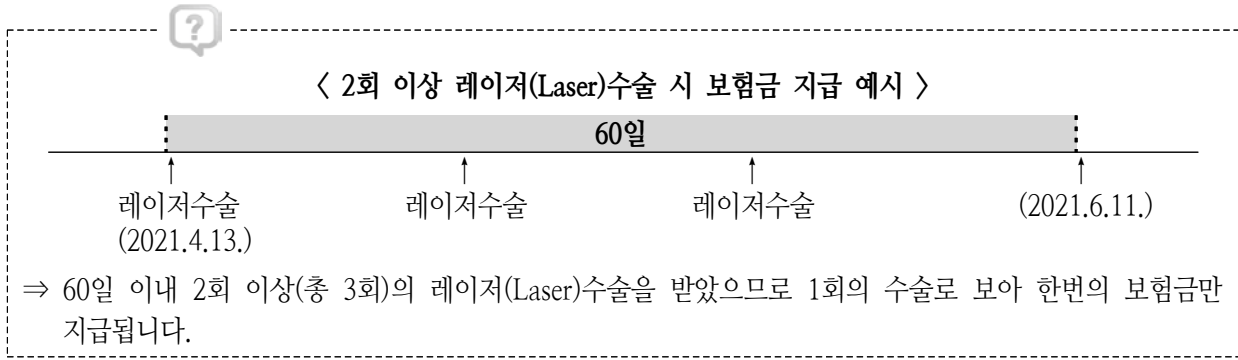 ?
〈 2회 이상 레이저(Laser)수술 시 보험금 지급 예시 〉
60일
레이저수술 레이저수술 레이저수술 (2021.6.11.)
(2021.4.13.)
⇒ 60일 이내 2회 이상(총 3회)의 레이저(Laser)수술을 받았으므로 1회의 수술로 보아 한번의 보험금만
지급됩니다.